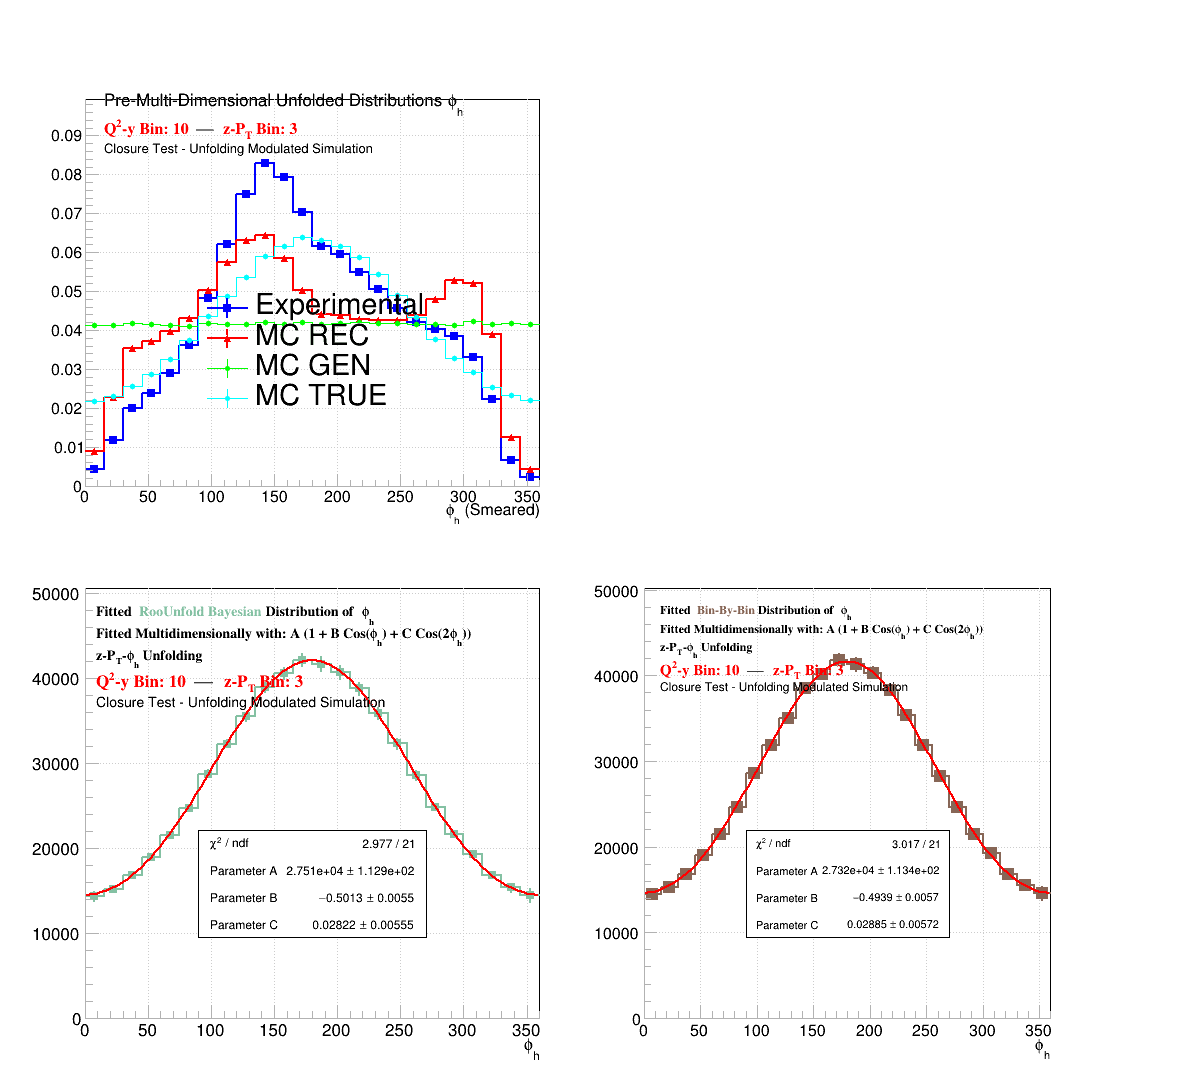 Pre-Multi-Dimensional Unfolded Distributions ϕh
Q²-y Bin: 10 — z-PT Bin: 3
Closure Test - Unfolding Modulated Simulation
0.09
0.08
0.07
0.06
0.05
0.04
0.03
0.02
0.01
0
Experimental
MC REC
MC GEN
MC TRUE
0 50 100 150 200 250 300 350
ϕh (Smeared)
50000
40000
30000
20000
10000
0
Fitted RooUnfold Bayesian Distribution of ϕh
Fitted Multidimensionally with: A (1 + B Cos(ϕh) + C Cos(2ϕh))
z-PT-ϕh Unfolding
Q²-y Bin: 10 — z-PT Bin: 3
Closure Test - Unfolding Modulated Simulation
χ² / ndf 2.977 / 21
Parameter A 2.751e+04 ± 1.129e+02
Parameter B −0.5013 ± 0.0055
Parameter C 0.02822 ± 0.00555
0 50 100 150 200 250 300 350
ϕh
50000
40000
30000
20000
10000
0
Fitted Bin-By-Bin Distribution of ϕh
Fitted Multidimensionally with: A (1 + B Cos(ϕh) + C Cos(2ϕh))
z-PT-ϕh Unfolding
Q²-y Bin: 10 — z-PT Bin: 3
Closure Test - Unfolding Modulated Simulation
χ² / ndf 3.017 / 21
Parameter A 2.732e+04 ± 1.134e+02
Parameter B −0.4939 ± 0.0057
Parameter C 0.02885 ± 0.00572
0 50 100 150 200 250 300 350
ϕh